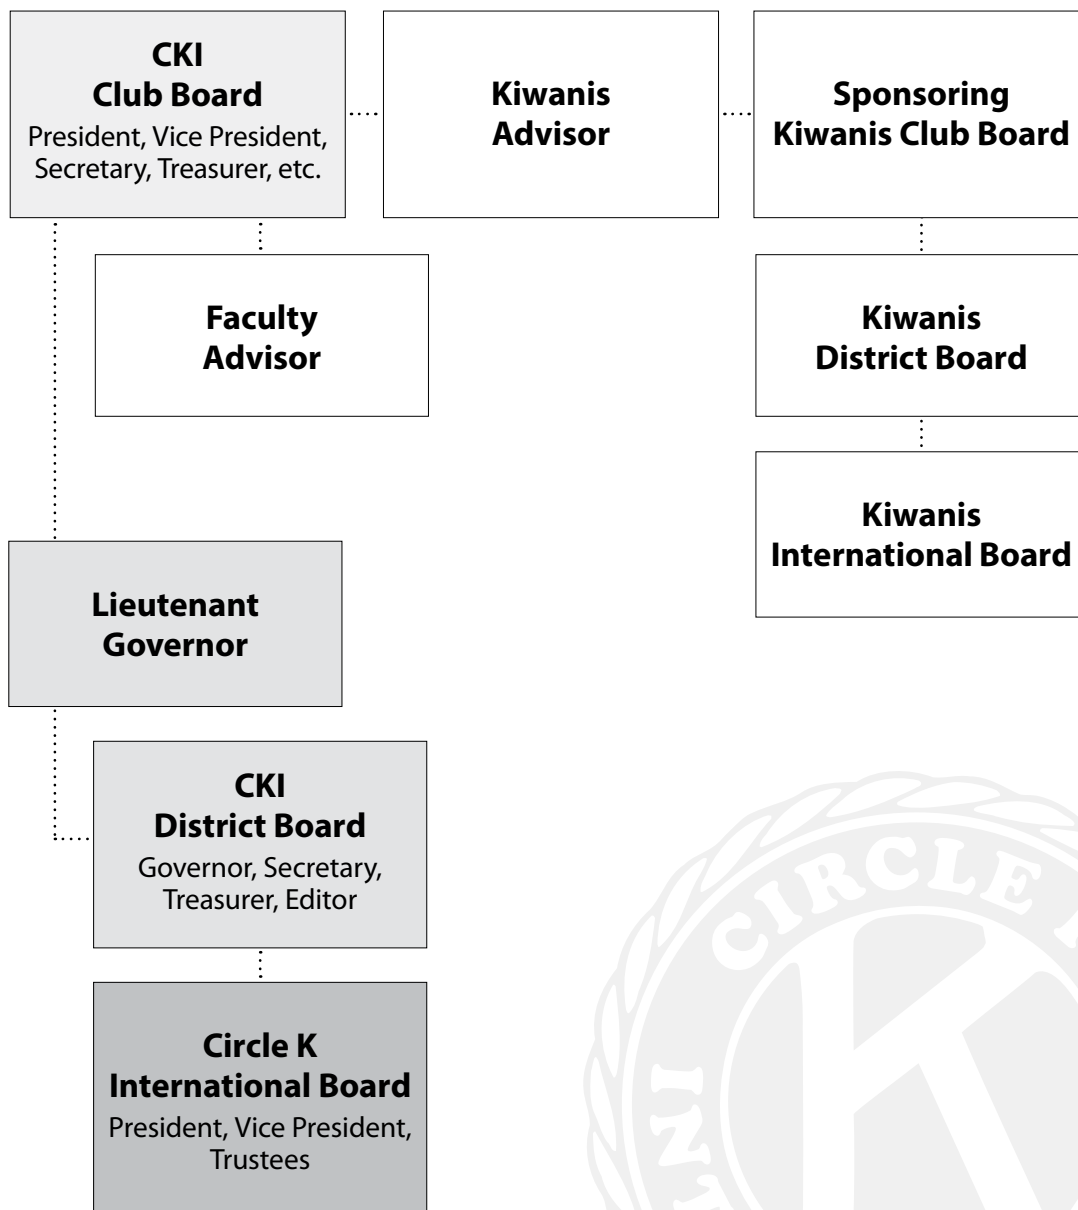 CKI
Club Board
President, Vice President,
Secretary, Treasurer, etc.
Kiwanis
Advisor
Sponsoring
Kiwanis Club Board
Faculty
Advisor
Kiwanis
District Board
Kiwanis
International Board
Lieutenant
Governor
CKI
District Board
Governor, Secretary,
Treasurer, Editor
Circle K
International Board
President, Vice President,
Trustees
CIRCLE
K